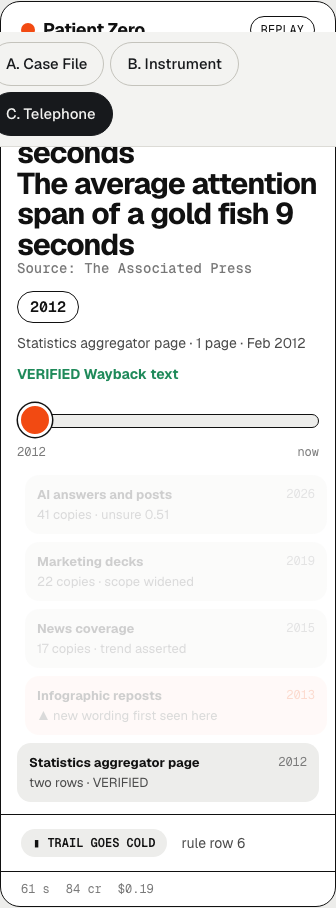 Patient Zero
REPLAY
A. Case File
B. Instrument
C. Telephone
seconds
The average attention
span of a gold fish 9
seconds
Source: The Associated Press
2012
Statistics aggregator page · 1 page · Feb 2012
VERIFIED Wayback text
2012
now
AI answers and posts
2026
41 copies · unsure 0.51
Marketing decks
2019
22 copies · scope widened
News coverage
2015
17 copies · trend asserted
Infographic reposts
2013
▲ new wording first seen here
Statistics aggregator page
2012
two rows · VERIFIED
▮ TRAIL GOES COLD
rule row 6
61 s 84 cr $0.19